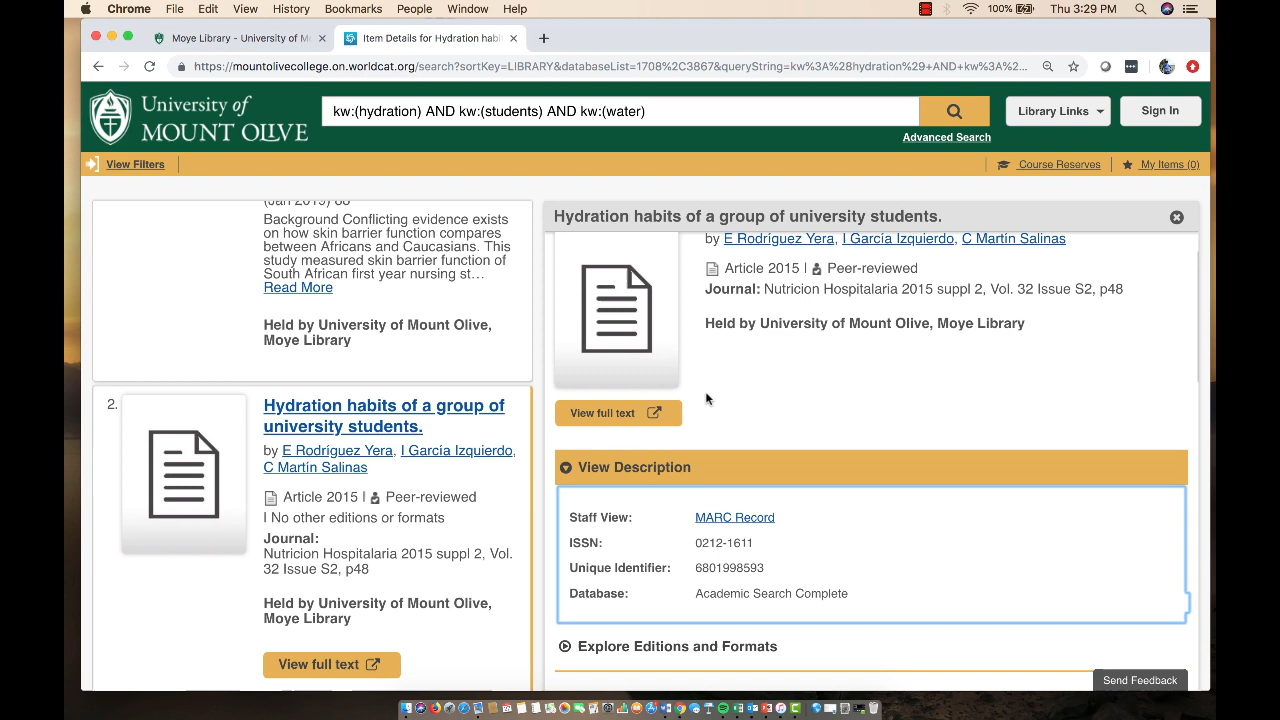 Chrome File Edit View History Bookmarks People Window Help 100% Thu 3:29 PM
Moye Library - University of M Item Details for Hydration habi
https://mountolivecollege.on.worldcat.org/search?sortKey=LIBRARY&databaseList=1708%2C3867&queryString=kw%3A%28hydration%29+AND+kw%3A%2...
University of
MOUNT OLIVE
kw:(hydration) AND kw:(students) AND kw:(water)
Library Links
Sign In
Advanced Search
View Filters
Course Reserves
My Items (0)
(Jan 2019) 68
Background Conflicting evidence exists
on how skin barrier function compares
between Africans and Caucasians. This
study measured skin barrier function of
South African first year nursing st…
Read More
Held by University of Mount Olive,
Moye Library
2.
Hydration habits of a group of
university students.
by E Rodríguez Yera, I García Izquierdo,
C Martín Salinas
Article 2015 | Peer-reviewed
| No other editions or formats
Journal:
Nutricion Hospitalaria 2015 suppl 2, Vol.
32 Issue S2, p48
Held by University of Mount Olive,
Moye Library
View full text
Hydration habits of a group of university students.
by E Rodríguez Yera, I García Izquierdo, C Martín Salinas
Article 2015 | Peer-reviewed
Journal: Nutricion Hospitalaria 2015 suppl 2, Vol. 32 Issue S2, p48
Held by University of Mount Olive, Moye Library
View full text
View Description
Staff View: MARC Record
ISSN: 0212-1611
Unique Identifier: 6801998593
Database: Academic Search Complete
Explore Editions and Formats
Send Feedback